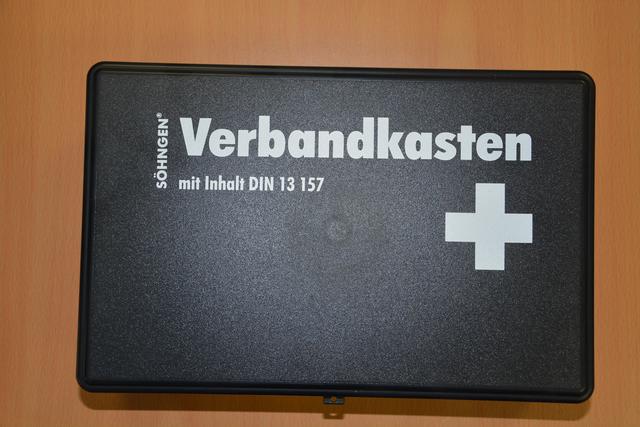 SÖHNGEN®
Verbandkasten
mit Inhalt DIN 13 157